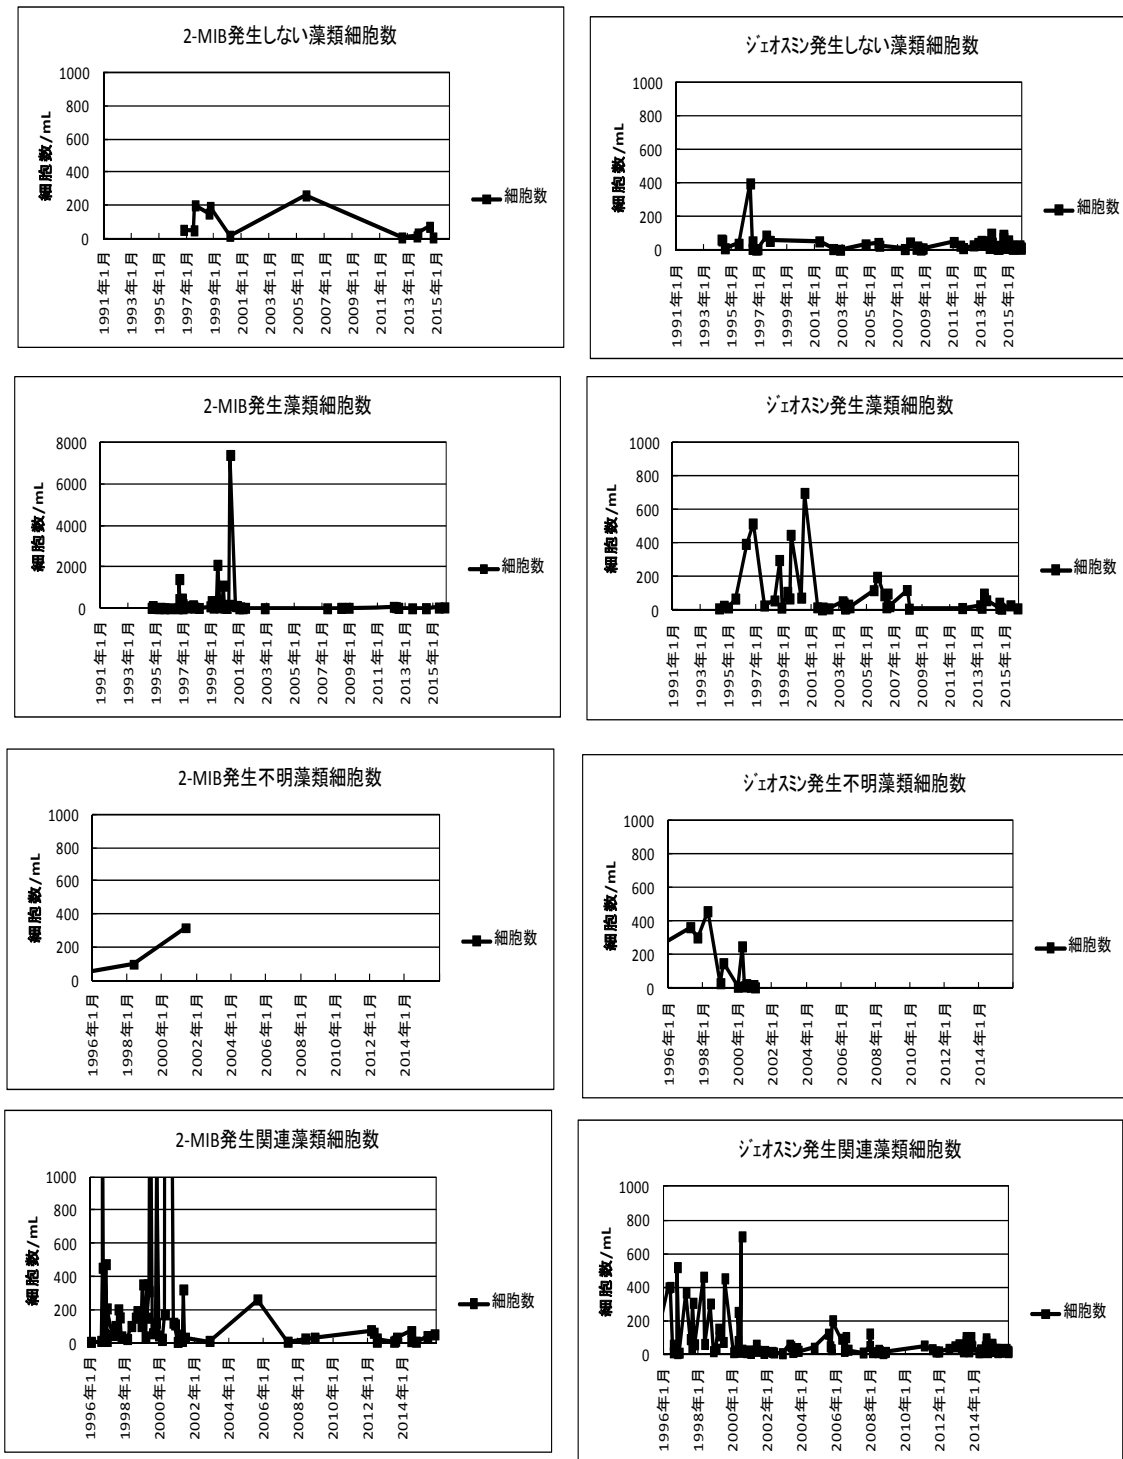 2-MIB発生しない藻類細胞数
細胞数/mL
1000
800
600
400
200
0
1991年1月
1993年1月
1995年1月
1997年1月
1999年1月
2001年1月
2003年1月
2005年1月
2007年1月
2009年1月
2011年1月
2013年1月
2015年1月
細胞数
ジェオスミン発生しない藻類細胞数
細胞数/mL
1000
800
600
400
200
0
1991年1月
1993年1月
1995年1月
1997年1月
1999年1月
2001年1月
2003年1月
2005年1月
2007年1月
2009年1月
2011年1月
2013年1月
2015年1月
細胞数
2-MIB発生藻類細胞数
細胞数/mL
8000
6000
4000
2000
0
1991年1月
1993年1月
1995年1月
1997年1月
1999年1月
2001年1月
2003年1月
2005年1月
2007年1月
2009年1月
2011年1月
2013年1月
2015年1月
細胞数
ジェオスミン発生藻類細胞数
細胞数/mL
1000
800
600
400
200
0
1991年1月
1993年1月
1995年1月
1997年1月
1999年1月
2001年1月
2003年1月
2005年1月
2007年1月
2009年1月
2011年1月
2013年1月
2015年1月
細胞数
2-MIB発生不明藻類細胞数
細胞数/mL
1000
800
600
400
200
0
1996年1月
1998年1月
2000年1月
2002年1月
2004年1月
2006年1月
2008年1月
2010年1月
2012年1月
2014年1月
細胞数
ジェオスミン発生不明藻類細胞数
細胞数/mL
1000
800
600
400
200
0
1996年1月
1998年1月
2000年1月
2002年1月
2004年1月
2006年1月
2008年1月
2010年1月
2012年1月
2014年1月
細胞数
2-MIB発生関連藻類細胞数
細胞数/mL
1000
800
600
400
200
0
1996年1月
1998年1月
2000年1月
2002年1月
2004年1月
2006年1月
2008年1月
2010年1月
2012年1月
2014年1月
細胞数
ジェオスミン発生関連藻類細胞数
細胞数/mL
1000
800
600
400
200
0
1996年1月
1998年1月
2000年1月
2002年1月
2004年1月
2006年1月
2008年1月
2010年1月
2012年1月
2014年1月
細胞数